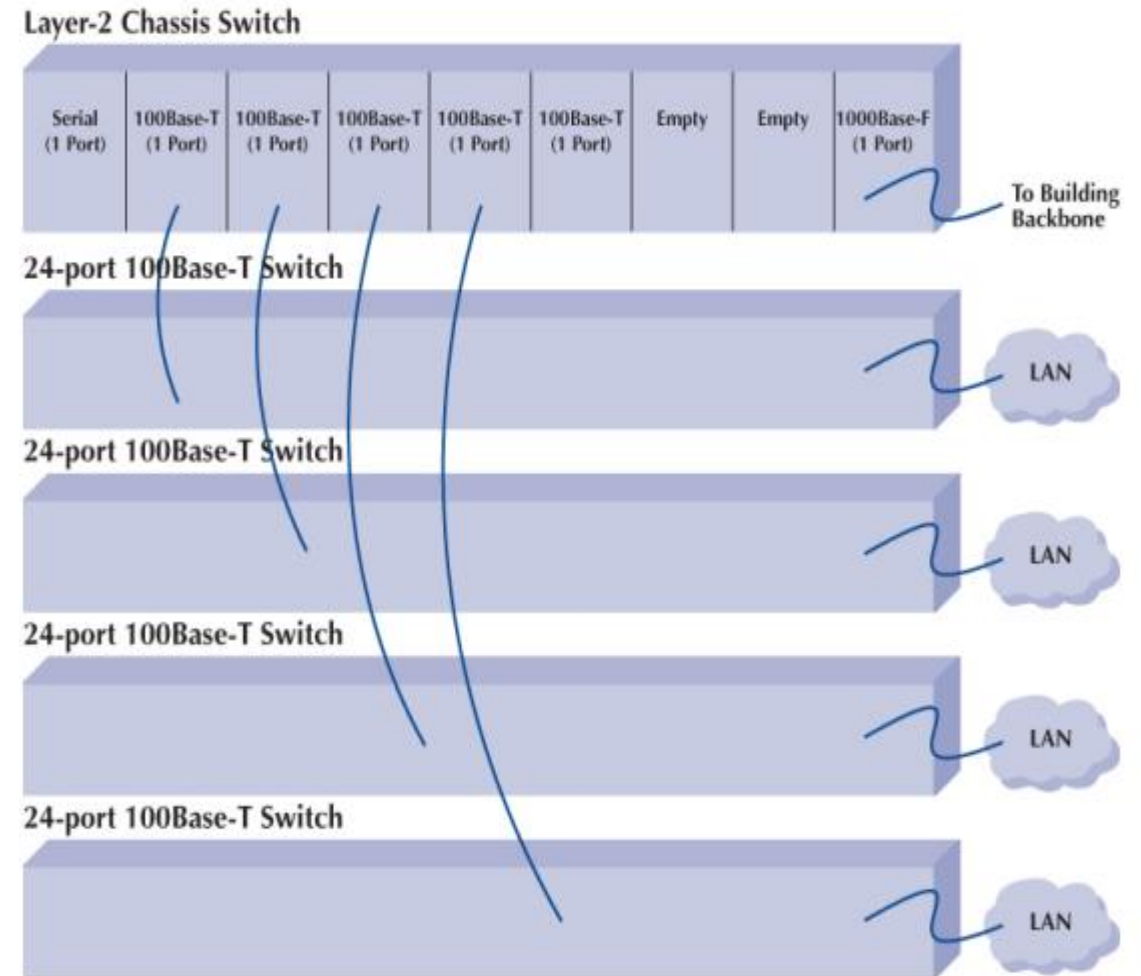 Layer-2 Chassis Switch
Serial
(1 Port)
100Base-T
(1 Port)
100Base-T
(1 Port)
100Base-T
(1 Port)
100Base-T
(1 Port)
100Base-T
(1 Port)
Empty
Empty
1000Base-F
(1 Port)
To Building
Backbone
24-port 100Base-T Switch
LAN
24-port 100Base-T Switch
LAN
24-port 100Base-T Switch
LAN
24-port 100Base-T Switch
LAN